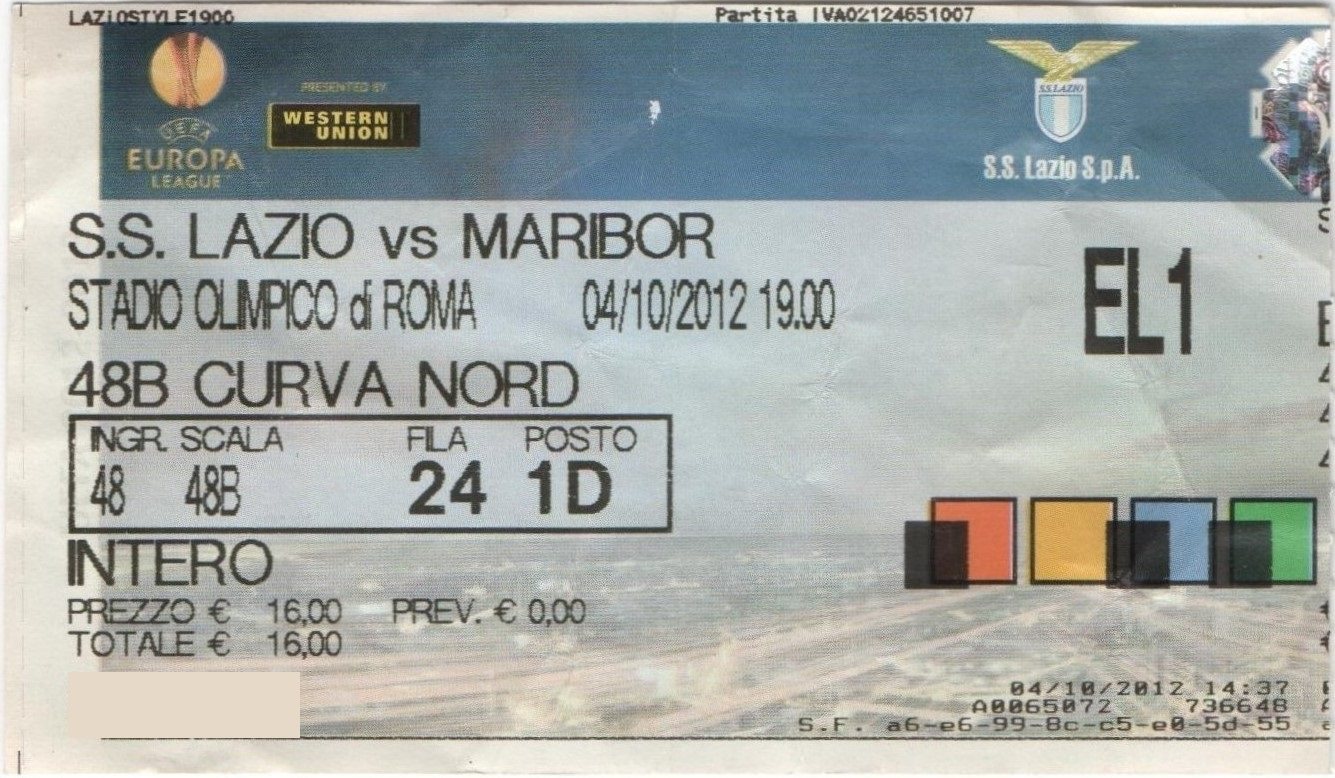 LAZIOSTYLE1900 Partita IVA02124651007
UEFA
EUROPA
LEAGUE
PRESENTED BY
WESTERN
UNION
S.S. LAZIO
S.S. Lazio S.p.A.
S.S. LAZIO vs MARIBOR
STADIO OLIMPICO di ROMA 04/10/2012 19.00
EL1
48B CURVA NORD
INGR. SCALA FILA POSTO
48 48B 24 1D
INTERO
PREZZO € 16,00 PREV. € 0,00
TOTALE € 16,00
04/10/2012 14:37
A0065072 736648
S.F. a6-e6-99-8c-c5-e0-5d-55